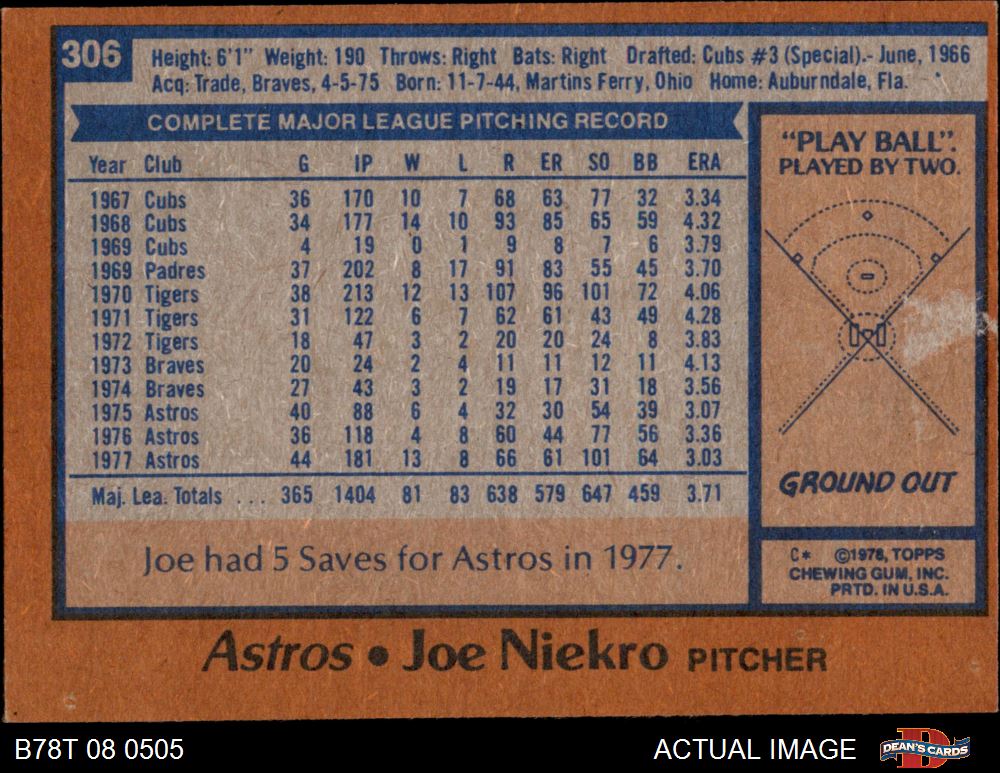 306
Height: 6'1" Weight: 190 Throws: Right Bats: Right Drafted: Cubs #3 (Special).- June, 1966
Acq: Trade, Braves, 4-5-75 Born: 11-7-44, Martins Ferry, Ohio Home: Auburndale, Fla.
COMPLETE MAJOR LEAGUE PITCHING RECORD
Year Club G IP W L R ER SO BB ERA
1967 Cubs 36 170 10 7 68 63 77 32 3.34
1968 Cubs 34 177 14 10 93 85 65 59 4.32
1969 Cubs 4 19 0 1 9 8 7 6 3.79
1969 Padres 37 202 8 17 91 83 55 45 3.70
1970 Tigers 38 213 12 13 107 96 101 72 4.06
1971 Tigers 31 122 6 7 62 61 43 49 4.28
1972 Tigers 18 47 3 2 20 20 24 8 3.83
1973 Braves 20 24 2 4 11 11 12 11 4.13
1974 Braves 27 43 3 2 19 17 31 18 3.56
1975 Astros 40 88 6 4 32 30 54 39 3.07
1976 Astros 36 118 4 8 60 44 77 56 3.36
1977 Astros 44 181 13 8 66 61 101 64 3.03
Maj. Lea. Totals ... 365 1404 81 83 638 579 647 459 3.71
Joe had 5 Saves for Astros in 1977.
"PLAY BALL".
PLAYED BY TWO.
GROUND OUT
C* ©1978, TOPPS
CHEWING GUM, INC.
PRTD. IN U.S.A.
Astros • Joe Niekro PITCHER
B78T 08 0505 ACTUAL IMAGE
D
DEAN'S CARDS